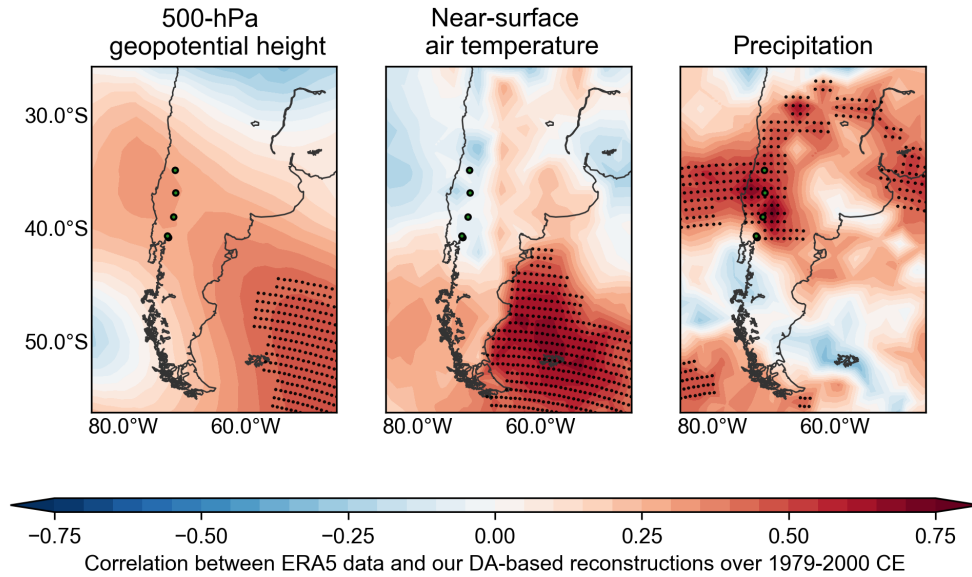 500-hPa
geopotential height
Near-surface
air temperature
Precipitation
30.0°S
40.0°S
50.0°S
80.0°W 60.0°W
80.0°W 60.0°W
80.0°W 60.0°W
−0.75 −0.50 −0.25 0.00 0.25 0.50 0.75
Correlation between ERA5 data and our DA-based reconstructions over 1979-2000 CE